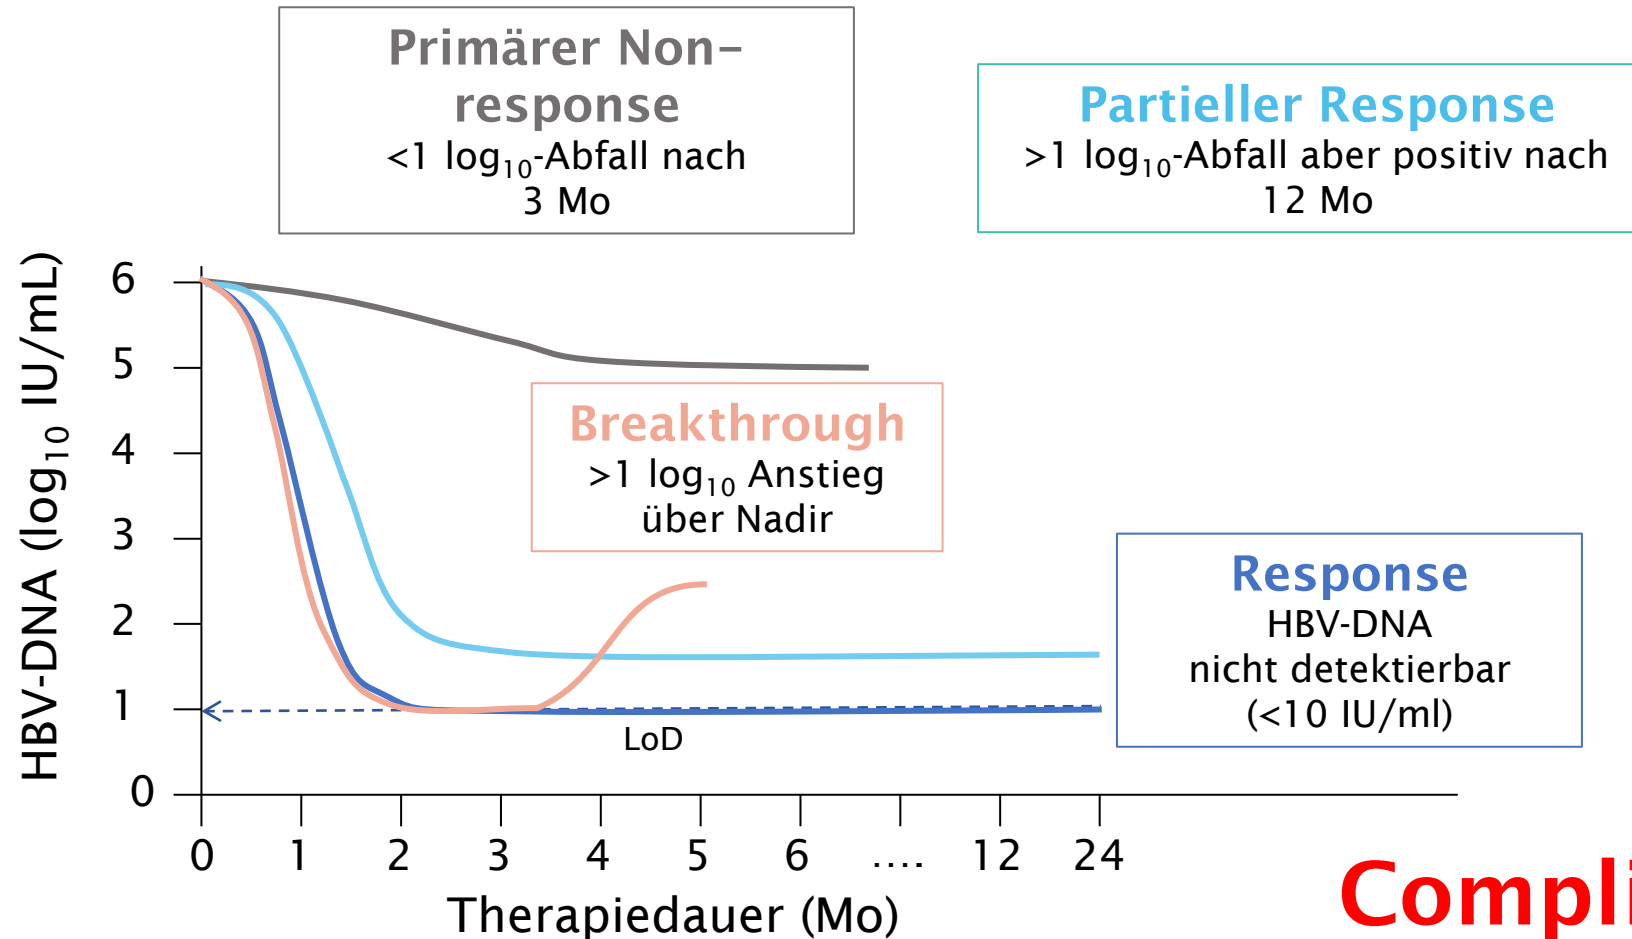 Primärer Non-
response
<1 log₁₀-Abfall nach
3 Mo
Partieller Response
>1 log₁₀-Abfall aber positiv nach
12 Mo
HBV-DNA (log₁₀ IU/mL)
6
5
4
3
2
1
0
Breakthrough
>1 log₁₀ Anstieg
über Nadir
Response
HBV-DNA
nicht detektierbar
(<10 IU/ml)
LoD
0 1 2 3 4 5 6 .... 12 24
Therapiedauer (Mo)
Compli